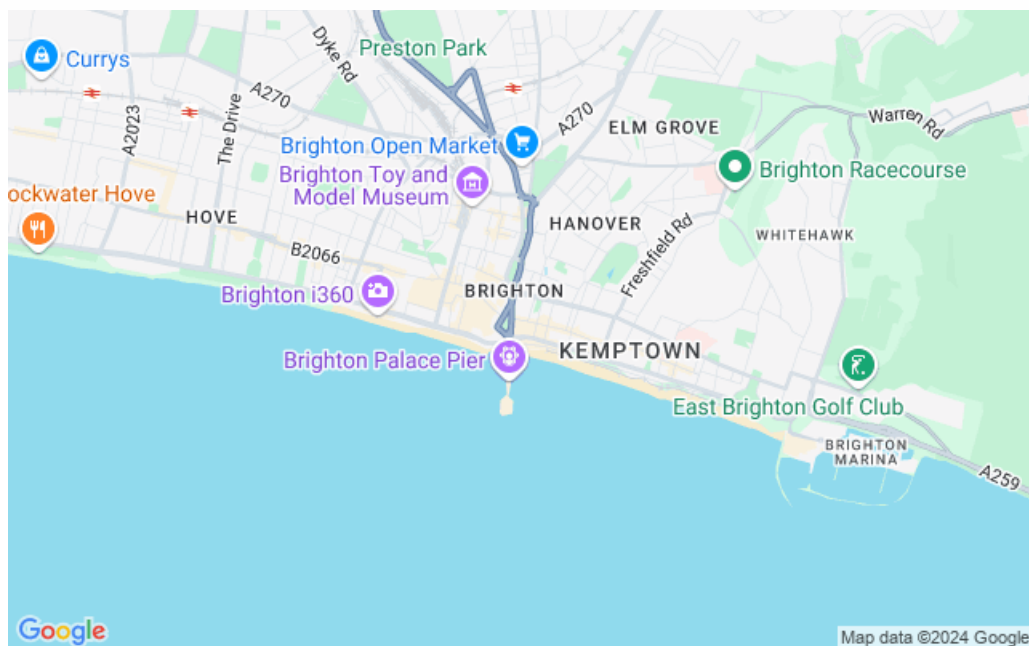 Preston Park
Dyke Rd
Currys
A270
A2023
The Drive
A270
ELM GROVE
Warren Rd
Brighton Open Market
Brighton Toy and
Model Museum
Brighton Racecourse
ockwater Hove
HOVE
HANOVER
Freshfield Rd
WHITEHAWK
B2066
Brighton i360
BRIGHTON
Brighton Palace Pier
KEMPTOWN
East Brighton Golf Club
BRIGHTON
MARINA
A259
Google
Map data ©2024 Google